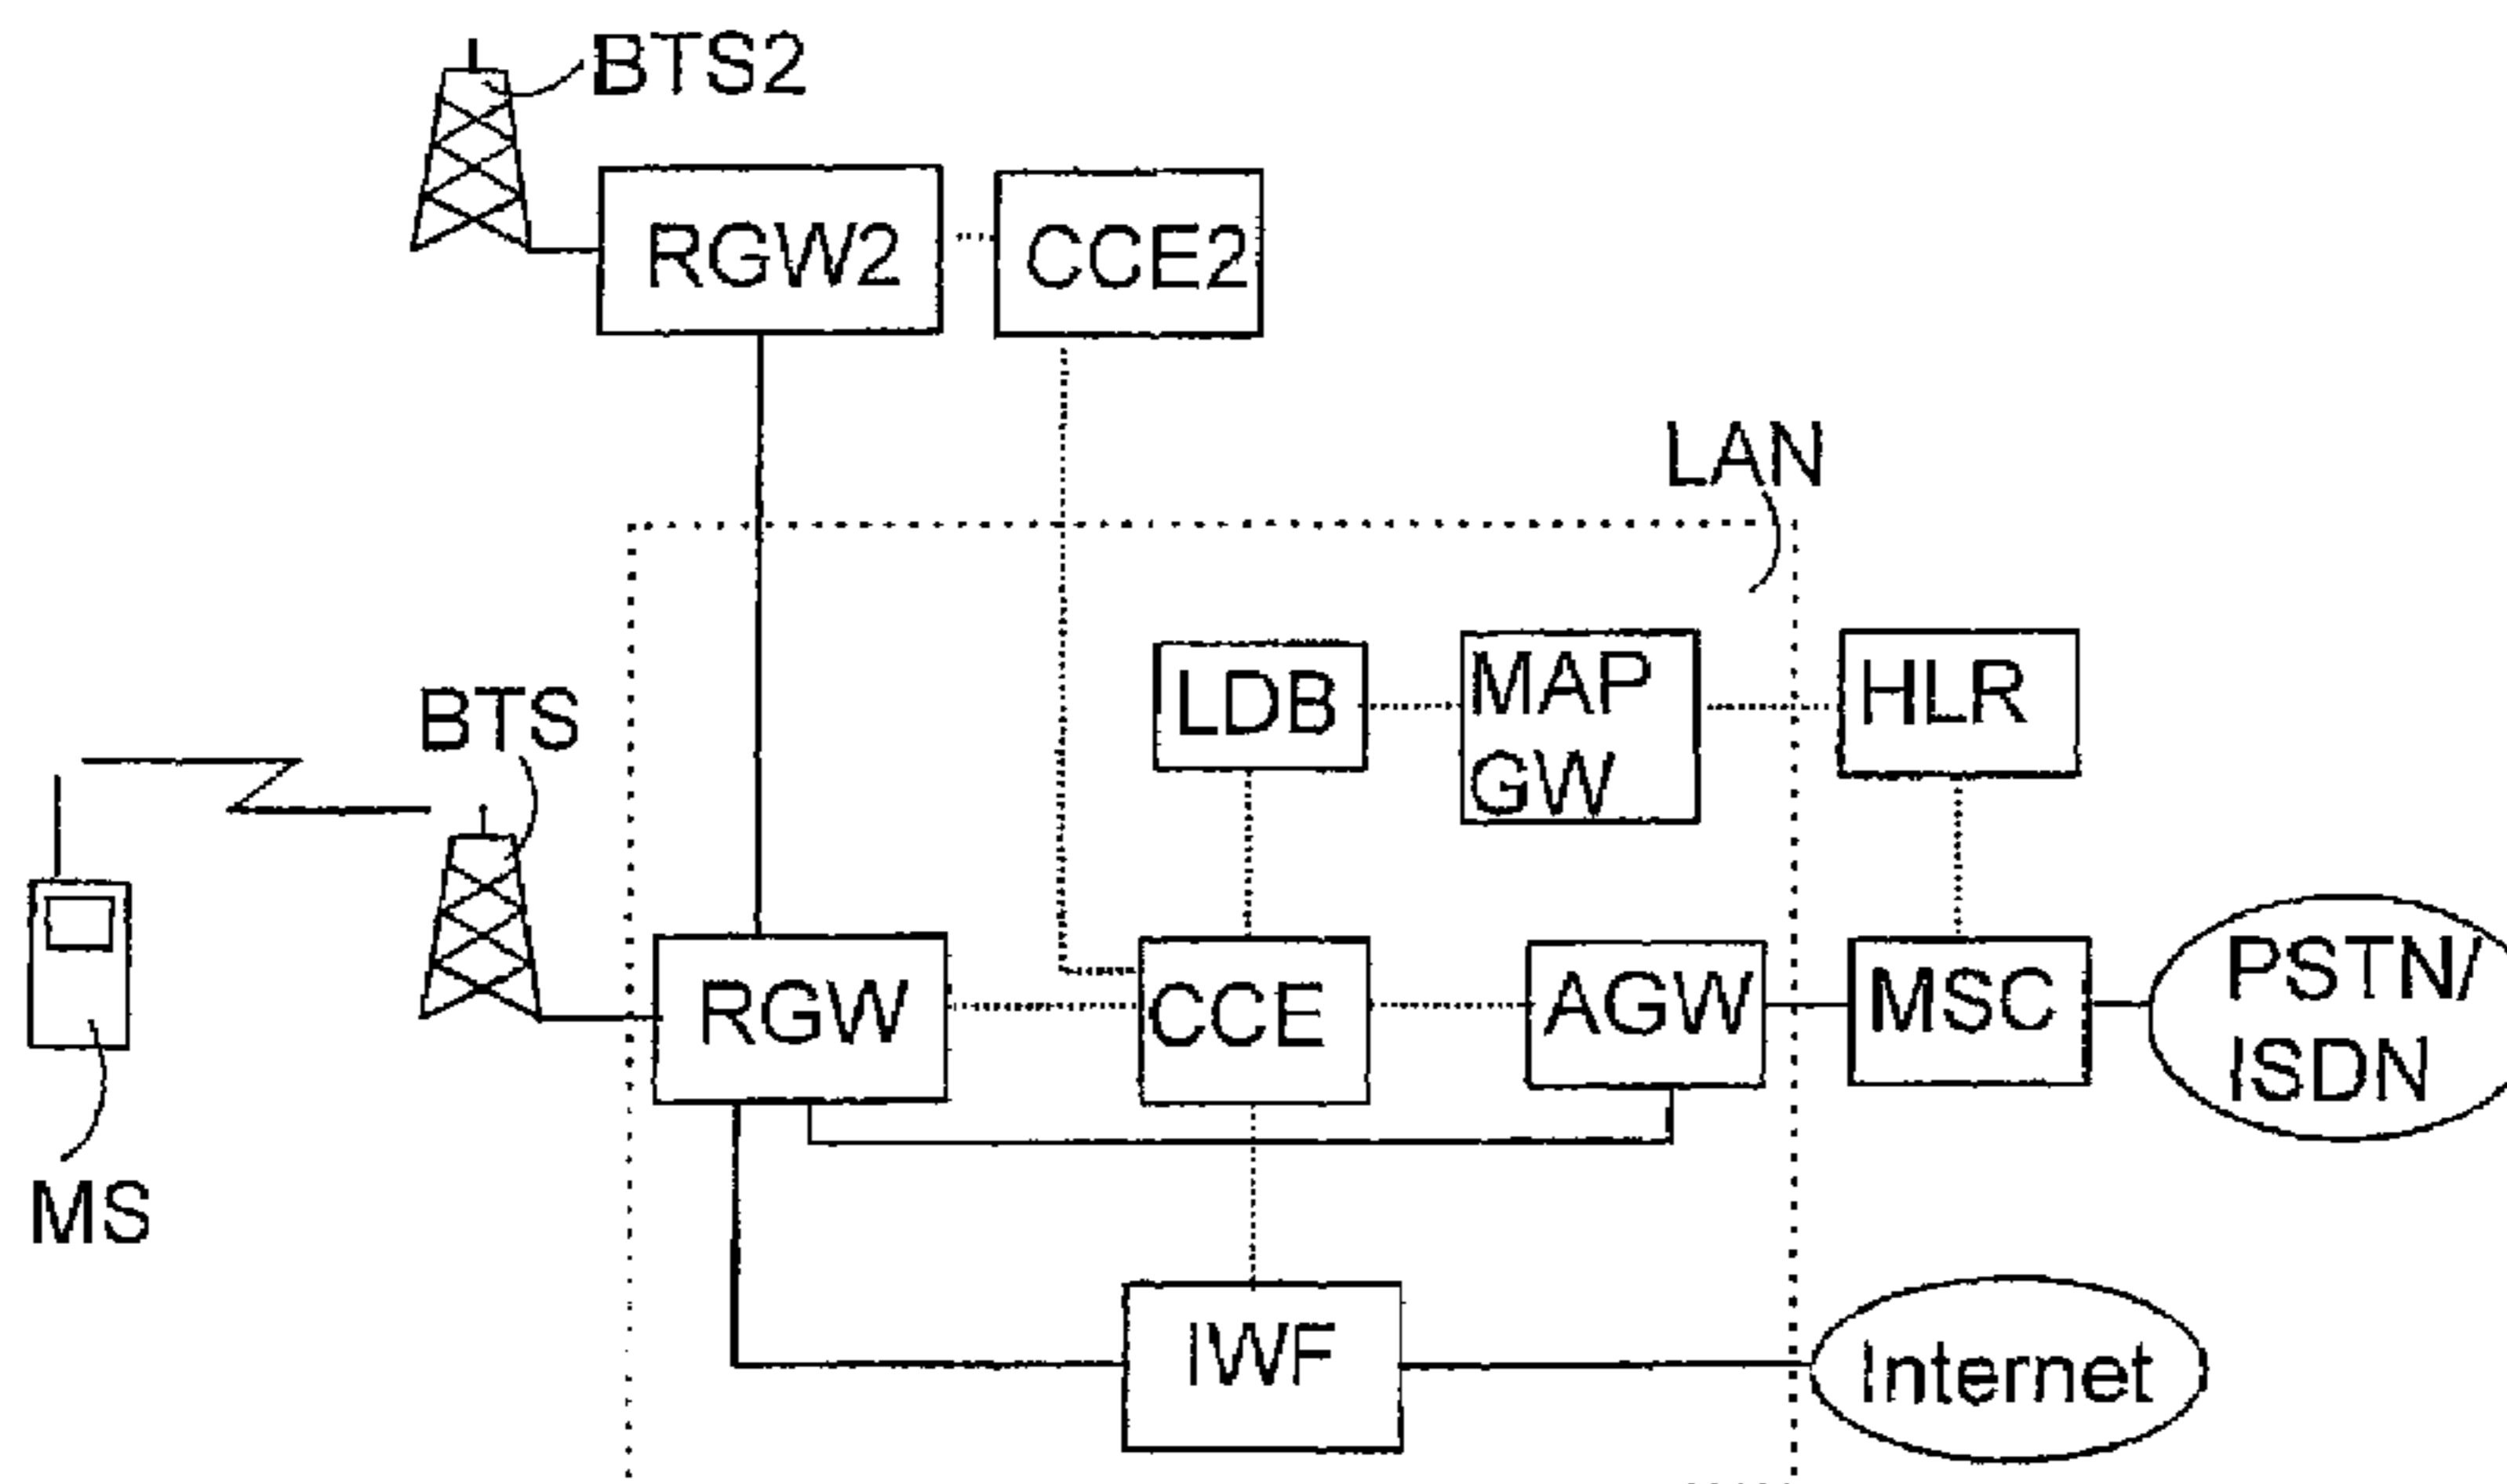 BTS2
RGW2
CCE2
LAN
LDB
MAP
GW
HLR
BTS
RGW
CCE
AGW
MSC
PSTN/
ISDN
MS
IWF
Internet